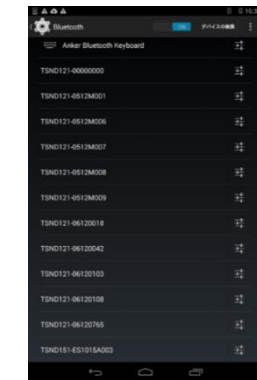 Bluetooth
ON
デバイスの検索
Anker Bluetooth Keyboard
TSND121-00000000
TSND121-0512M001
TSND121-0512M006
TSND121-0512M007
TSND121-0512M008
TSND121-0512M009
TSND121-06120018
TSND121-06120042
TSND121-06120103
TSND121-06120108
TSND121-06120765
TSND151-ES1015A003